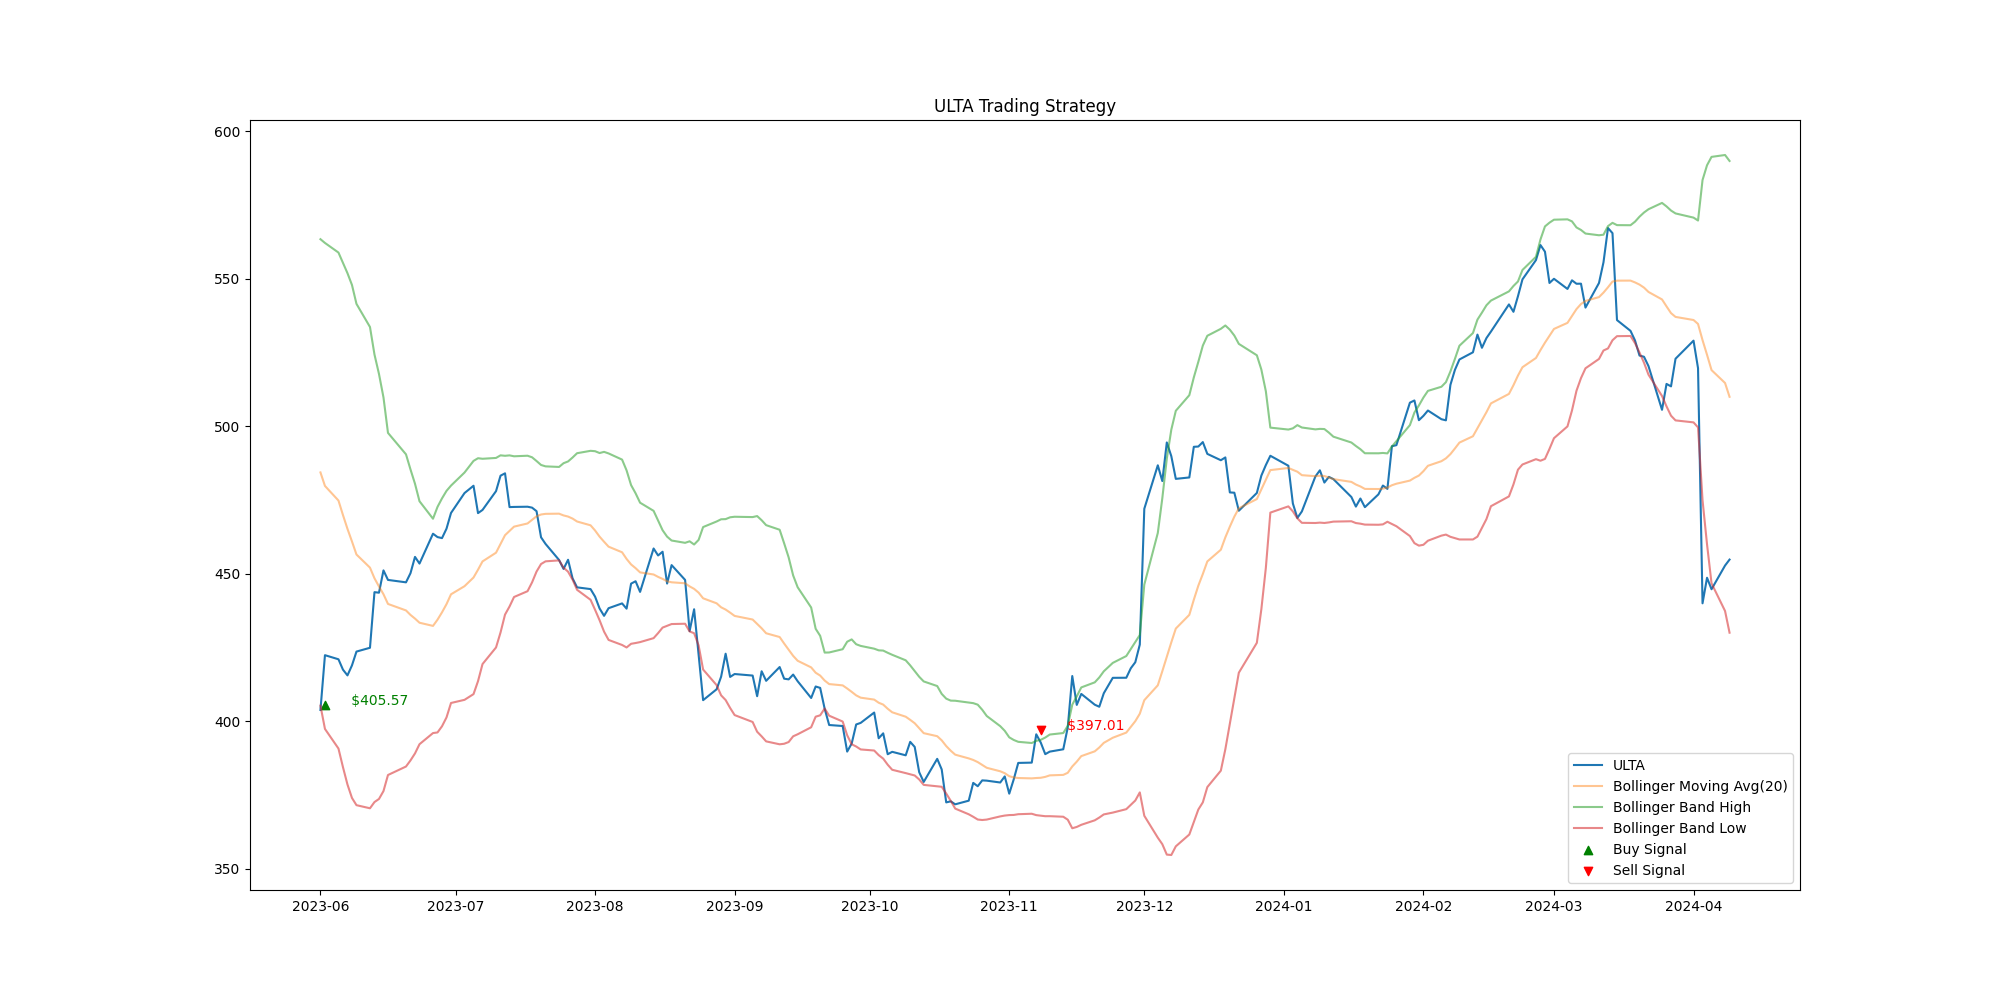 ULTA Trading Strategy
600
550
500
450
400
350
$405.57
$397.01
ULTA
Bollinger Moving Avg(20)
Bollinger Band High
Bollinger Band Low
Buy Signal
Sell Signal
2023-06 2023-07 2023-08 2023-09 2023-10 2023-11 2023-12 2024-01 2024-02 2024-03 2024-04